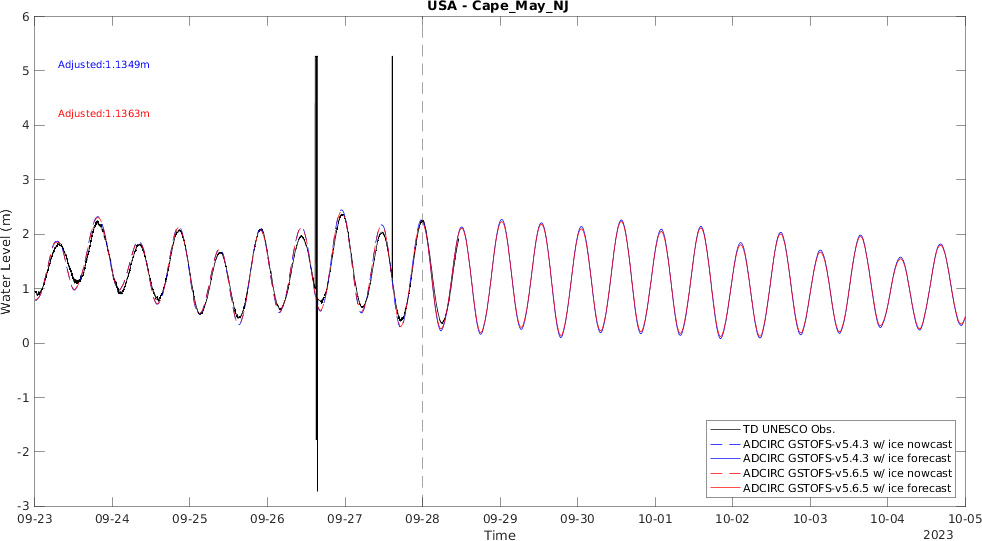 USA - Cape_May_NJ
6
5
4
3
2
1
0
-1
-2
-3
Water Level (m)
Adjusted:1.1349m
Adjusted:1.1363m
TD UNESCO Obs.
ADCIRC GSTOFS-v5.4.3 w/ ice nowcast
ADCIRC GSTOFS-v5.4.3 w/ ice forecast
ADCIRC GSTOFS-v5.6.5 w/ ice nowcast
ADCIRC GSTOFS-v5.6.5 w/ ice forecast
09-23 09-24 09-25 09-26 09-27 09-28 09-29 09-30 10-01 10-02 10-03 10-04 10-05
Time
2023